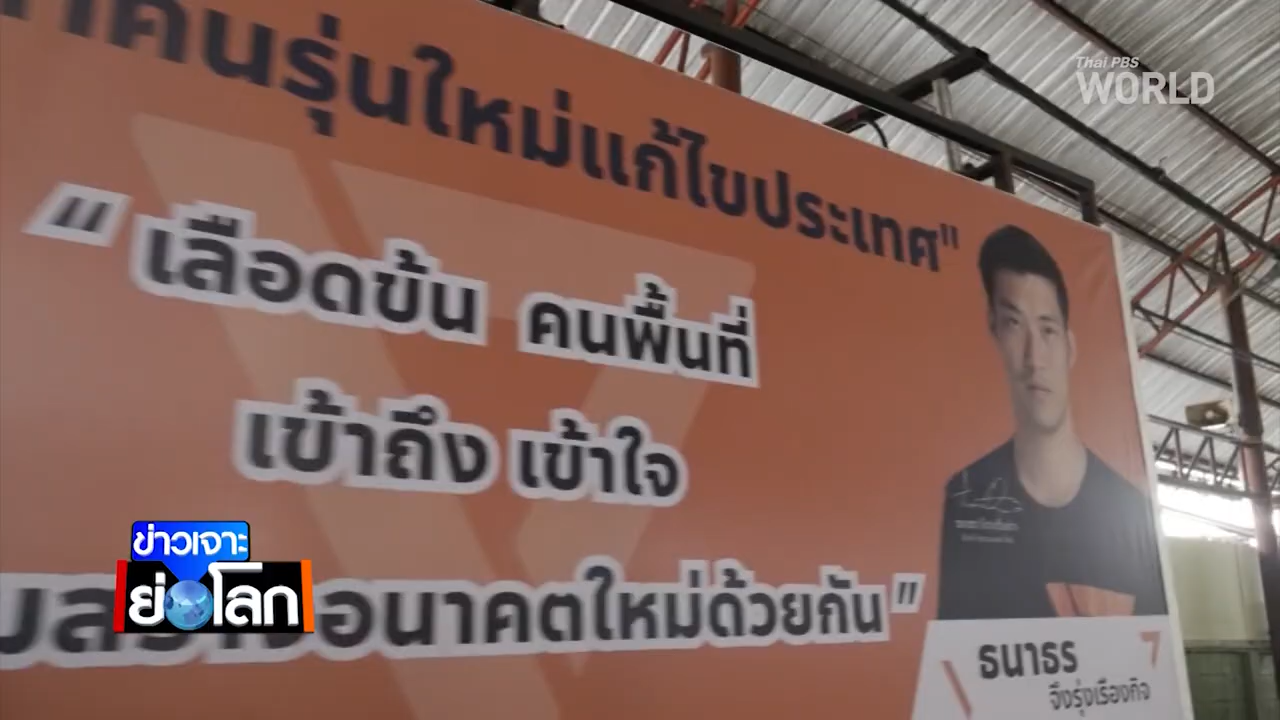 Thai PBS
WORLD
คนรุ่นใหม่แก้ไขประเทศ"
" เลือดข้น คนพื้นที่
เข้าถึง เข้าใจ
อนาคตใหม่ด้วยกัน"
ธนาธร
จึงรุ่งเรืองกิจ
ข่าวเจาะ
ย่อโลก